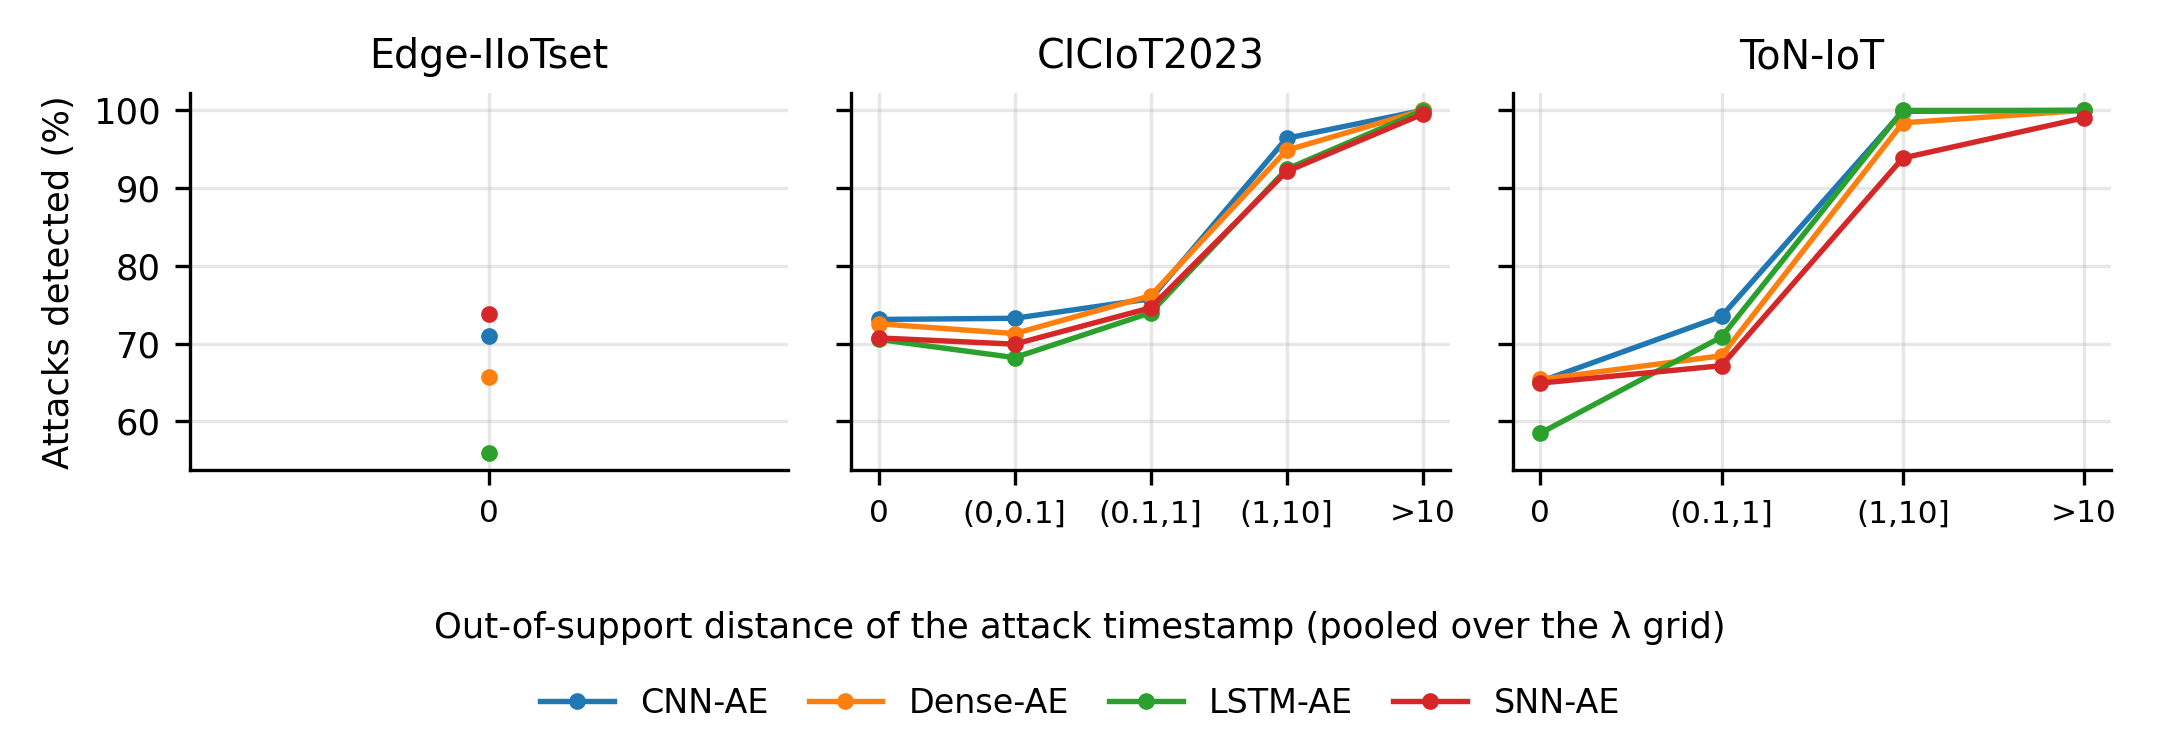 Edge-IIoTset
CICIoT2023
ToN-IoT
Attacks detected (%)
100
90
80
70
60
0
0 (0,0.1] (0.1,1] (1,10] >10
0 (0.1,1] (1,10] >10
Out-of-support distance of the attack timestamp (pooled over the λ grid)
CNN-AE Dense-AE LSTM-AE SNN-AE